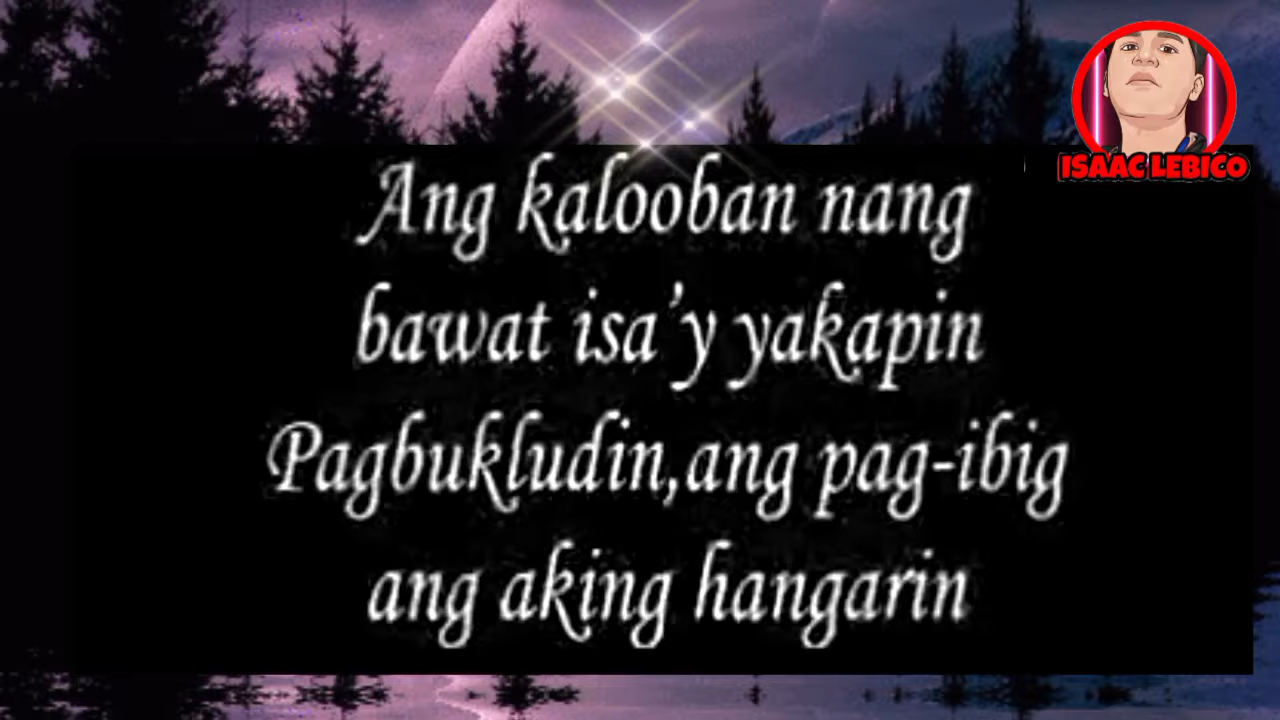 ISAAC LEBICO
Ang kalooban nang
bawat isa'y yakapin
Pagbukludin,ang pag-ibig
ang aking hangarin